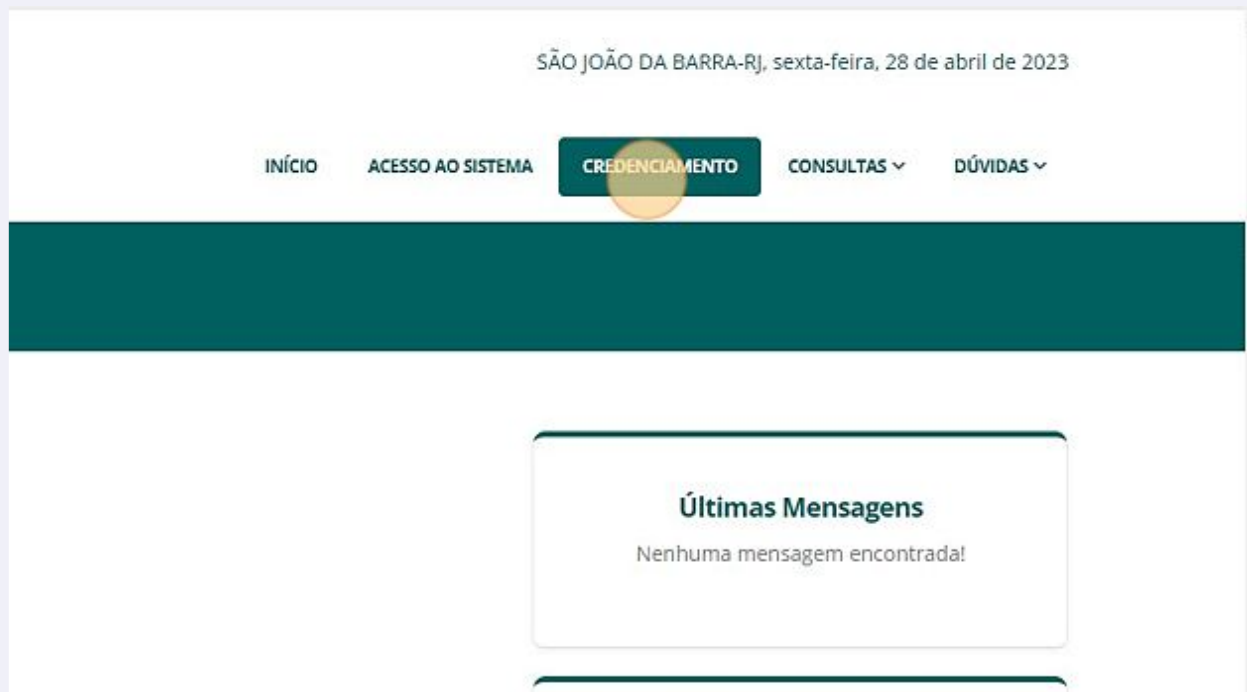 SÃO JOÃO DA BARRA-RJ, sexta-feira, 28 de abril de 2023
INÍCIO ACESSO AO SISTEMA CREDENCIAMENTO CONSULTAS DÚVIDAS
Últimas Mensagens
Nenhuma mensagem encontrada!